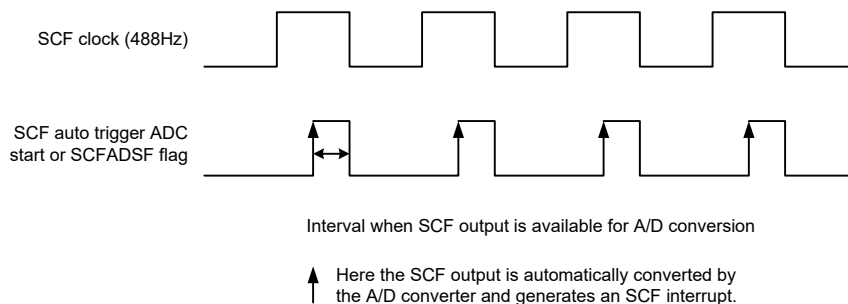 SCF clock (488Hz)
SCF auto trigger ADC
start or SCFADSF flag
Interval when SCF output is available for A/D conversion
Here the SCF output is automatically converted by
the A/D converter and generates an SCF interrupt.